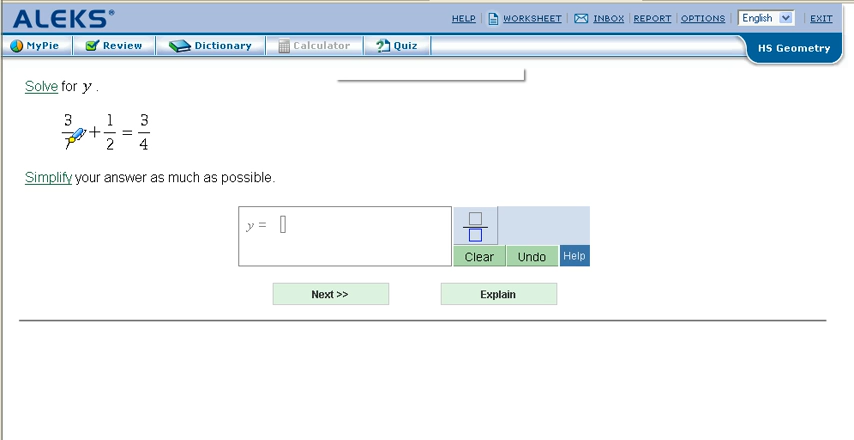 ALEKS®
HELP | WORKSHEET | INBOX | REPORT | OPTIONS | English | EXIT
MyPie Review Dictionary Calculator Quiz HS Geometry
Solve for y .
3/7 y + 1/2 = 3/4
Simplify your answer as much as possible.
y =
Clear Undo Help
Next >> Explain